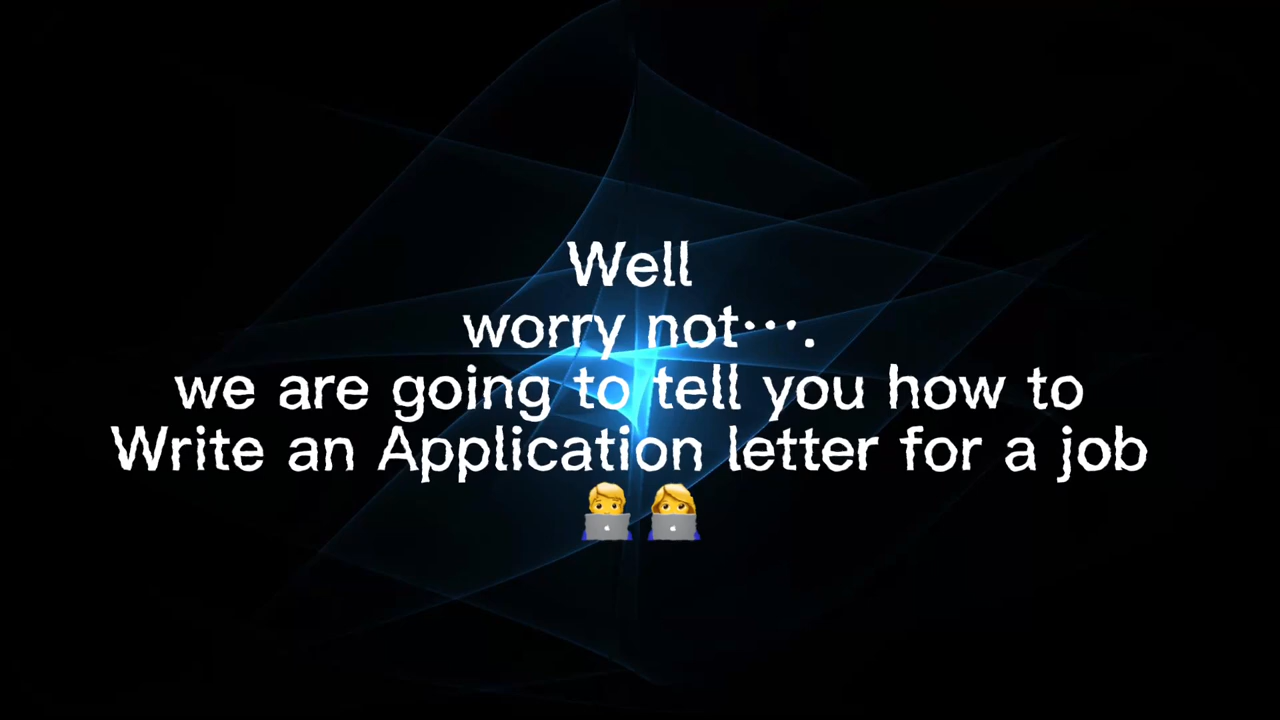 Well
worry not….
we are going to tell you how to
Write an Application letter for a job
🧑‍💻👩‍💻